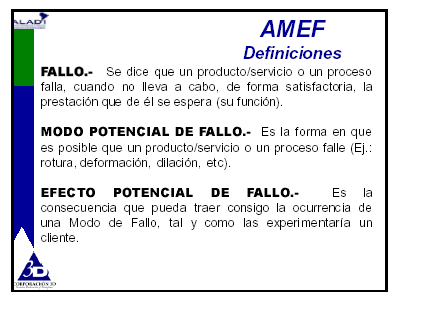 ALADI
AMEF
Definiciones
FALLO.- Se dice que un producto/servicio o un proceso
falla, cuando no lleva a cabo, de forma satisfactoria, la
prestación que de él se espera (su función).
MODO POTENCIAL DE FALLO.- Es la forma en que
es posible que un producto/servicio o un proceso falle (Ej.:
rotura, deformación, dilación, etc).
EFECTO POTENCIAL DE FALLO.- Es la
consecuencia que pueda traer consigo la ocurrencia de
una Modo de Fallo, tal y como las experimentaría un
cliente.
3D
CORPORACION 3D